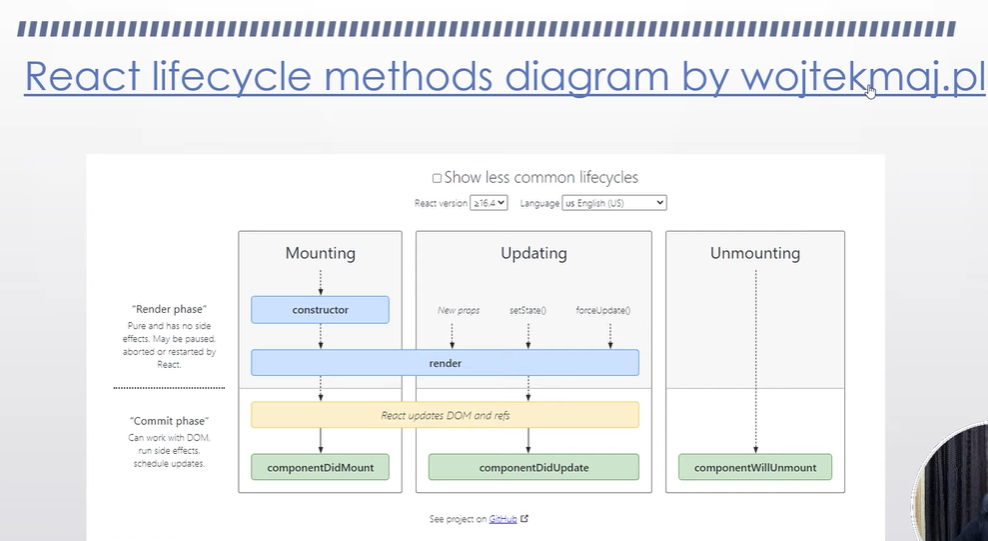 React lifecycle methods diagram by wojtekmaj.pl
Show less common lifecycles
React version ≥16.4 Language us English (US)
Mounting Updating Unmounting
"Render phase"
Pure and has no side
effects. May be paused,
aborted or restarted by
React.
constructor
New props setState() forceUpdate()
render
"Commit phase"
Can work with DOM,
run side effects,
schedule updates.
React updates DOM and refs
componentDidMount componentDidUpdate componentWillUnmount
See project on GitHub